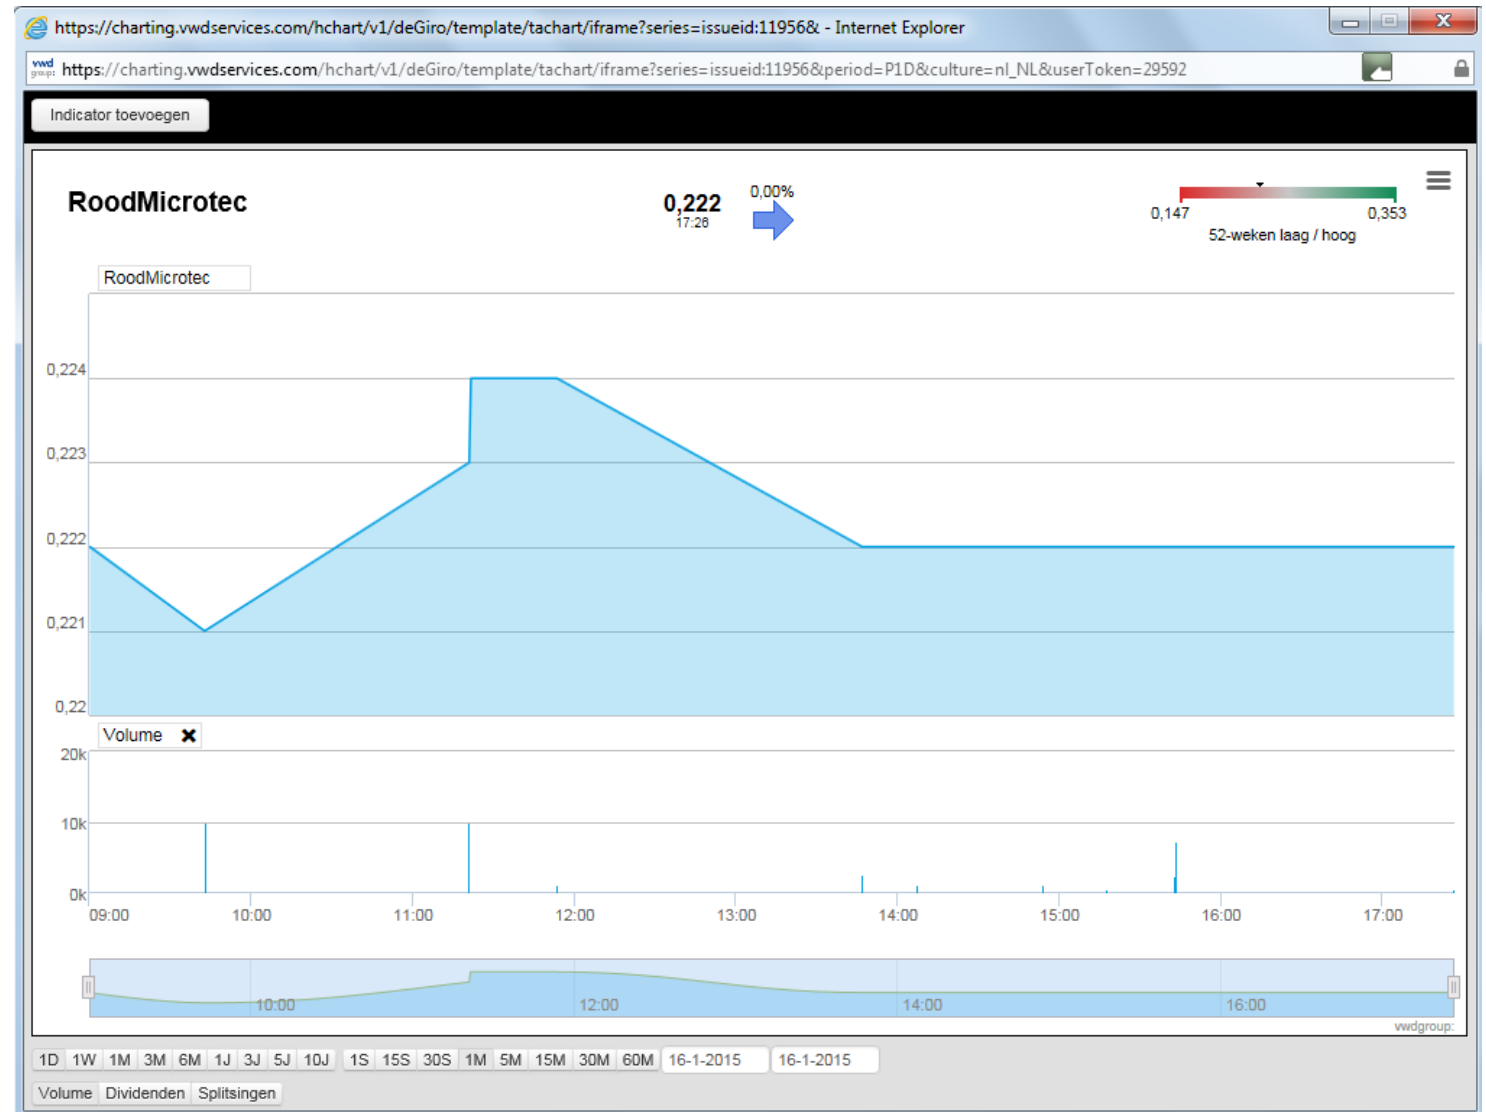 https://charting.vwdservices.com/hchart/v1/deGiro/template/tachart/iframe?series=issueid:11956& - Internet Explorer
vwd group: https://charting.vwdservices.com/hchart/v1/deGiro/template/tachart/iframe?series=issueid:11956&period=P1D&culture=nl_NL&userToken=29592
Indicator toevoegen
RoodMicrotec
0,222
17:26
0,00%
0,147 0,353
52-weken laag / hoog
RoodMicrotec
0,224
0,223
0,222
0,221
0,22
Volume
20k
10k
0k
09:00 10:00 11:00 12:00 13:00 14:00 15:00 16:00 17:00
10:00 12:00 14:00 16:00
vwdgroup:
1D 1W 1M 3M 6M 1J 3J 5J 10J 1S 15S 30S 1M 5M 15M 30M 60M 16-1-2015 16-1-2015
Volume Dividenden Splitsingen